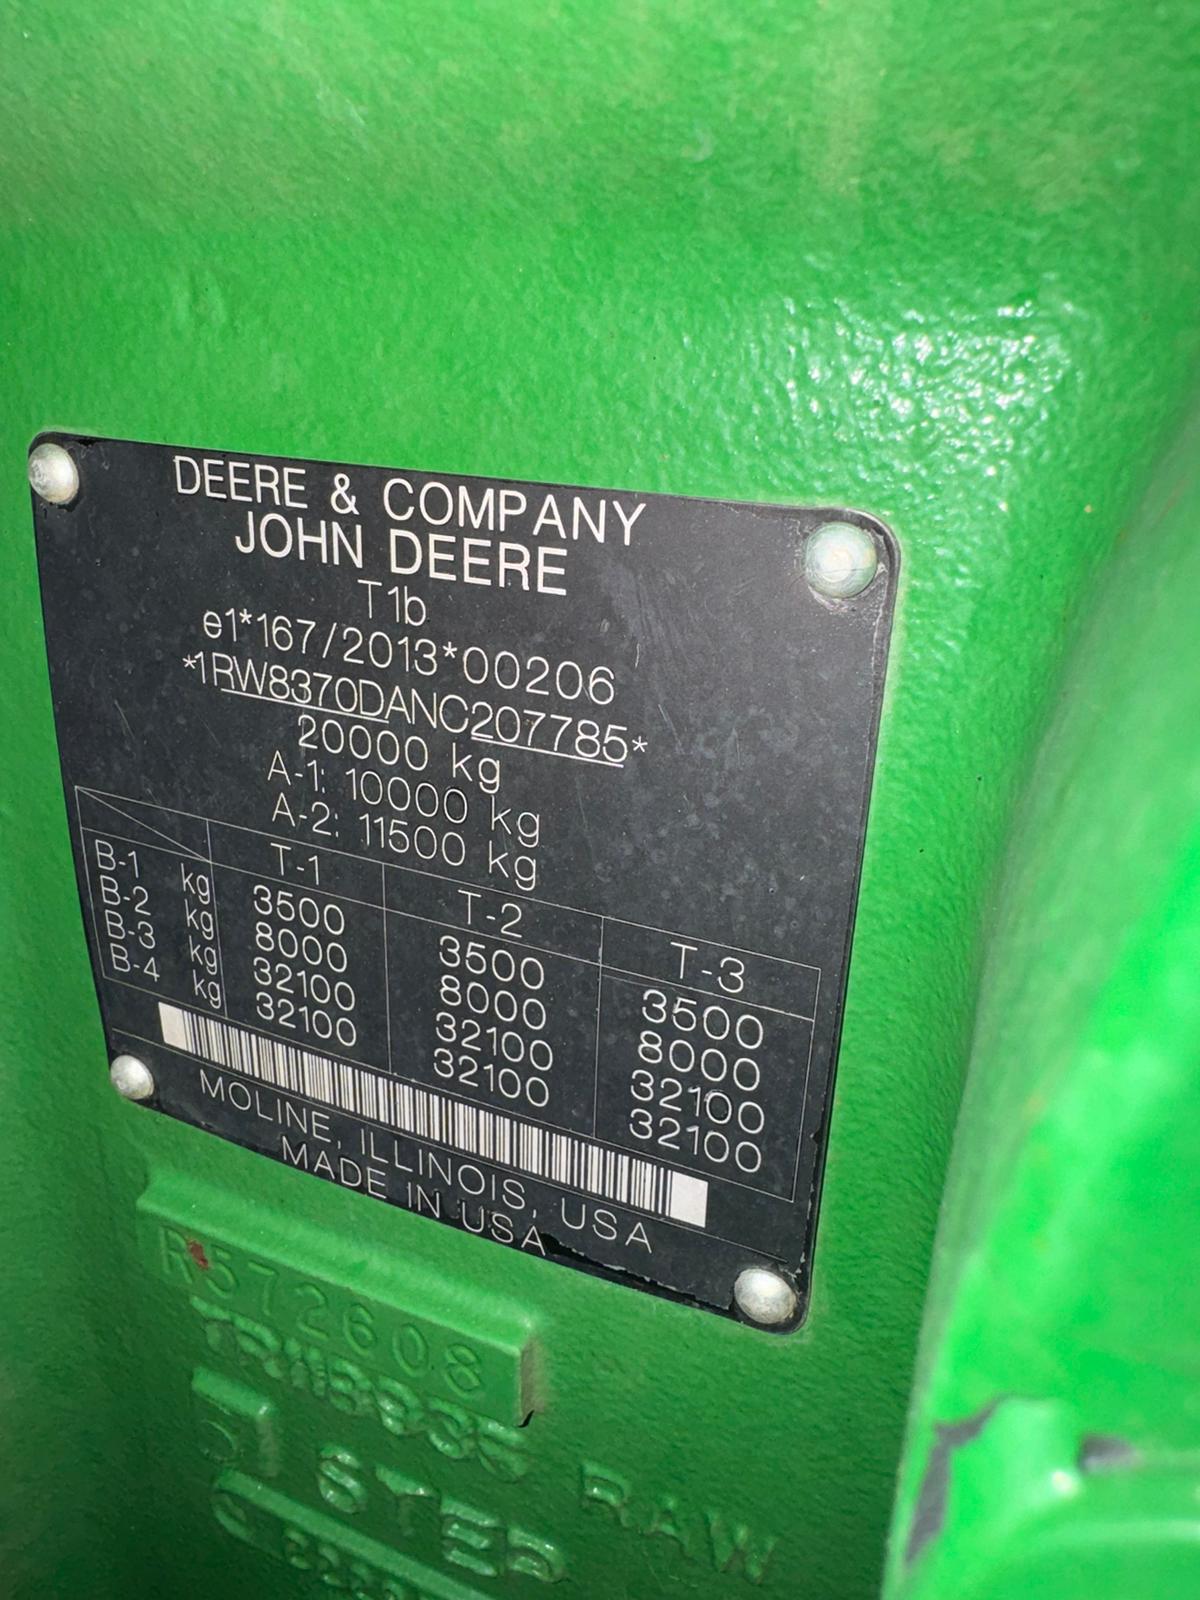 DEERE & COMPANY
JOHN DEERE
T1b
e1*167/2013*00206
*1RW8370DANC207785*
20000 kg
A-1: 10000 kg
A-2: 11500 kg
T-1 T-2 T-3
B-1 kg 3500 3500 3500
B-2 kg 8000 8000 8000
B-3 kg 32100 32100 32100
B-4 kg 32100 32100 32100
MOLINE, ILLINOIS, USA
MADE IN USA
R572608
RAW